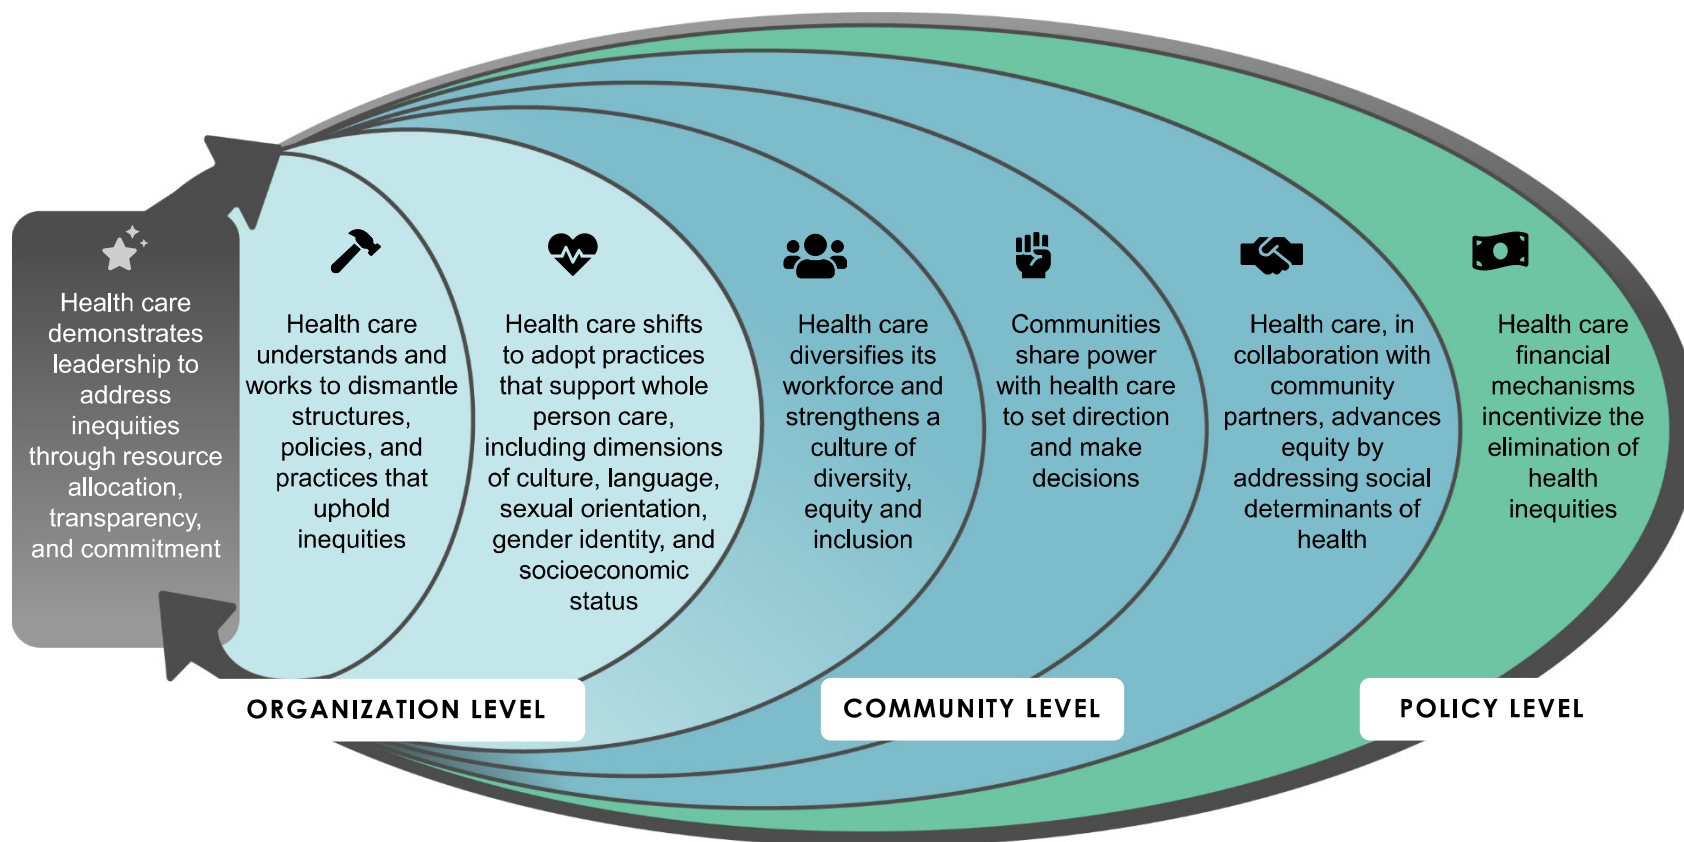 Health care
demonstrates
leadership to
address
inequities
through resource
allocation,
transparency,
and commitment
Health care
understands and
works to dismantle
structures,
policies, and
practices that
uphold
inequities
Health care shifts
to adopt practices
that support whole
person care,
including dimensions
of culture, language,
sexual orientation,
gender identity, and
socioeconomic
status
Health care
diversifies its
workforce and
strengthens a
culture of
diversity,
equity and
inclusion
Communities
share power
with health care
to set direction
and make
decisions
Health care, in
collaboration with
community
partners, advances
equity by
addressing social
determinants of
health
Health care
financial
mechanisms
incentivize the
elimination of
health
inequities
ORGANIZATION LEVEL
COMMUNITY LEVEL
POLICY LEVEL